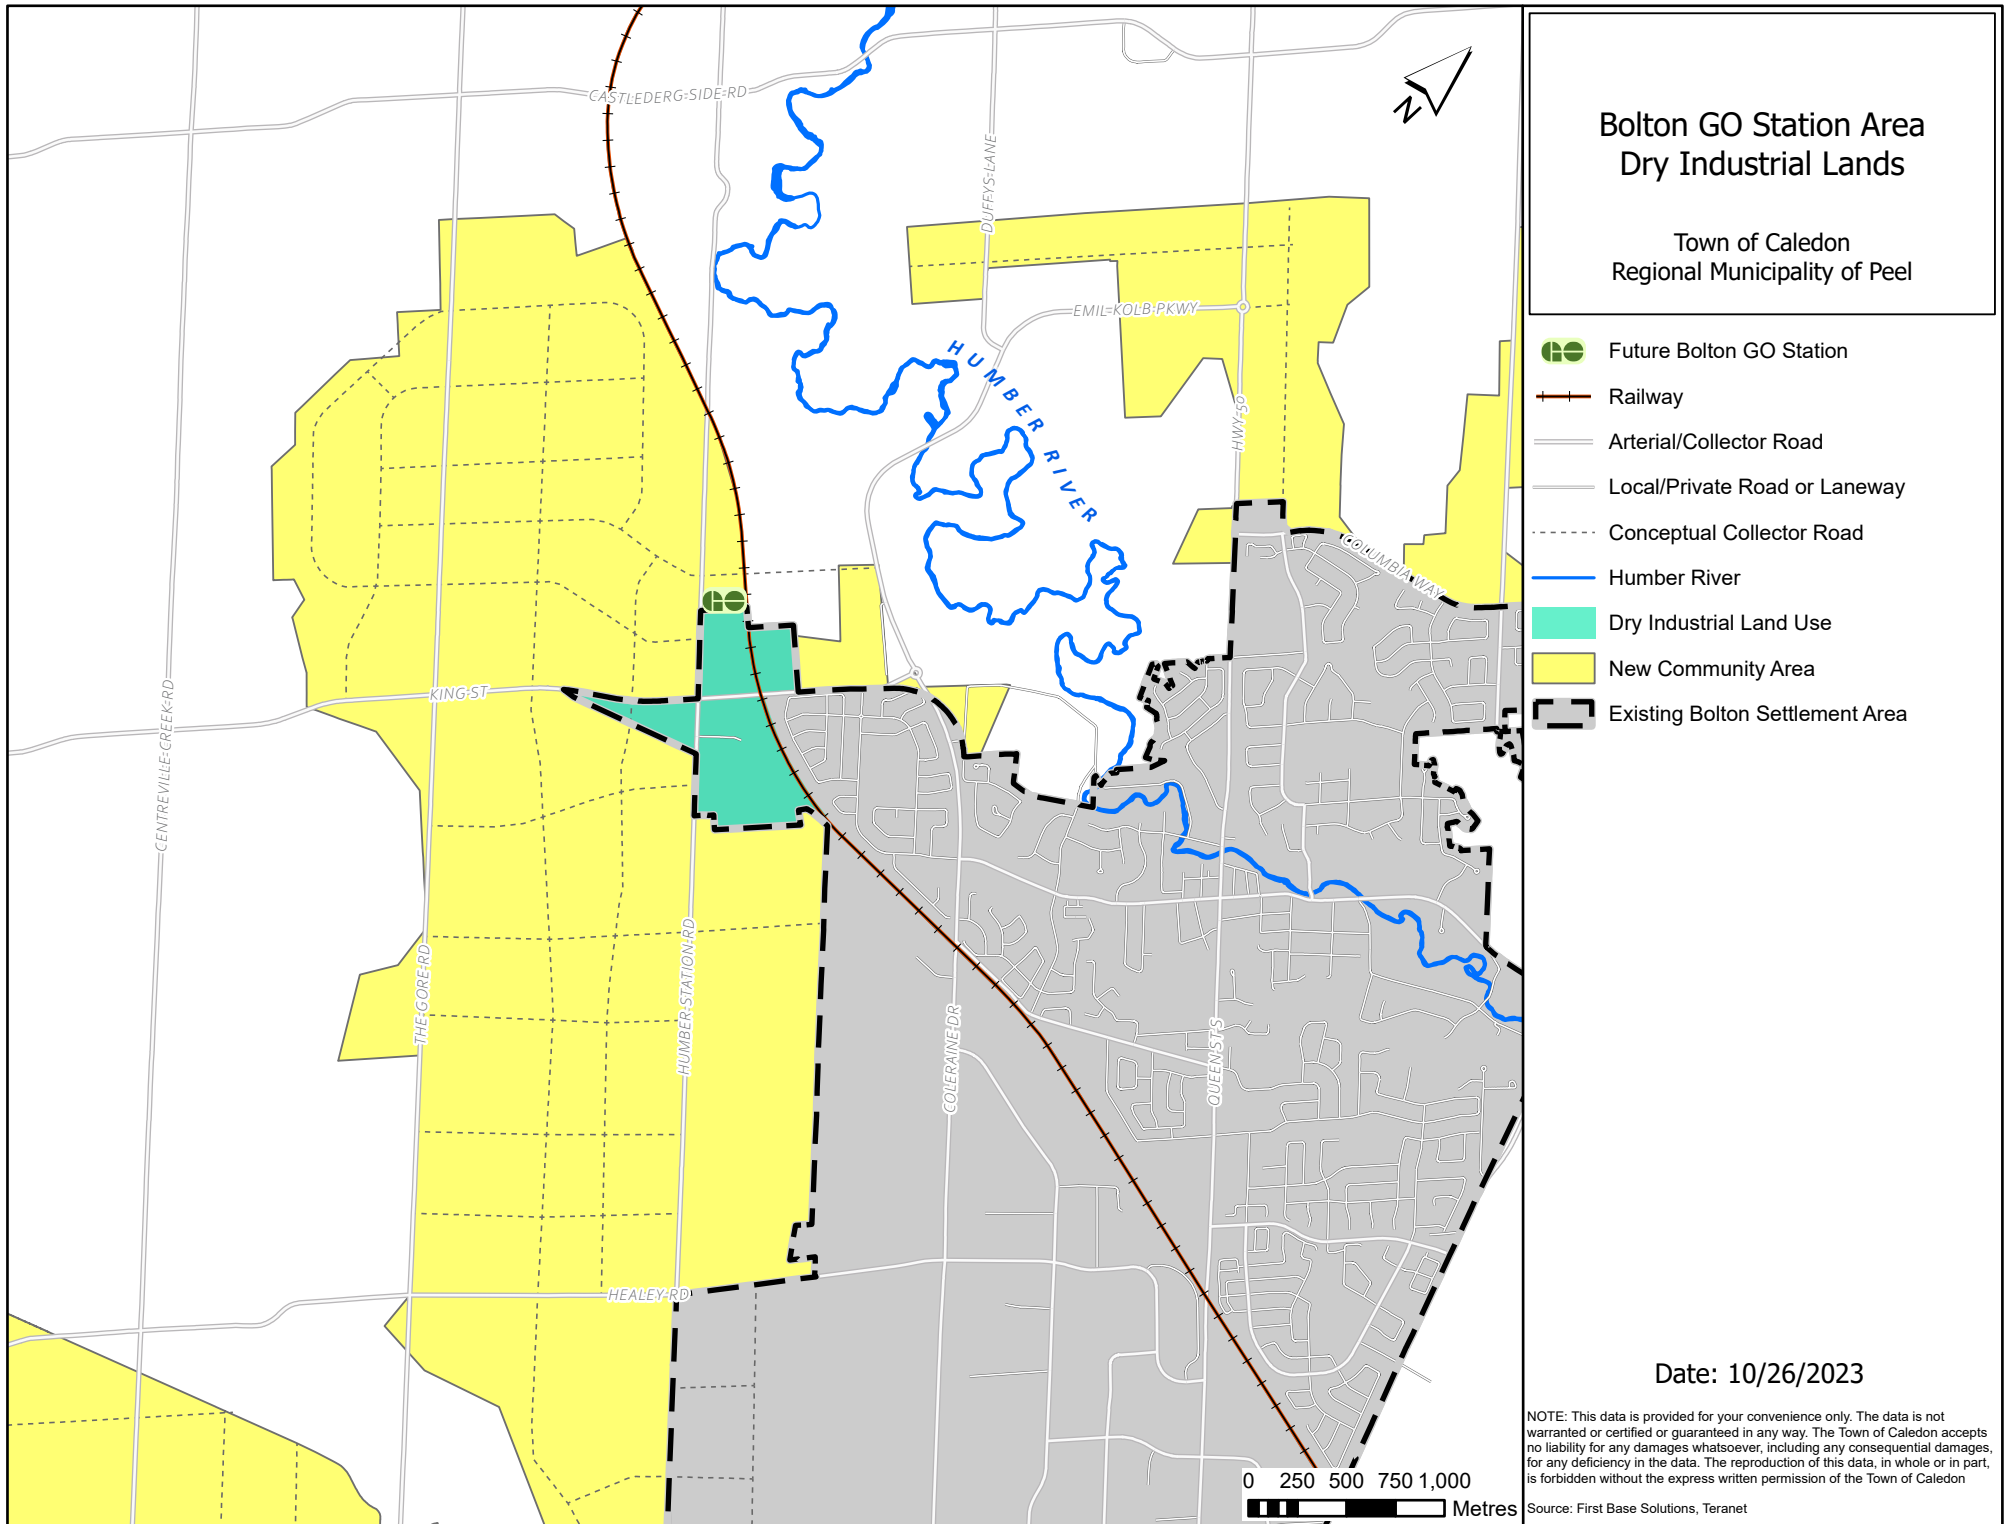 Bolton GO Station Area
Dry Industrial Lands
Town of Caledon
Regional Municipality of Peel
Future Bolton GO Station
Railway
Arterial/Collector Road
Local/Private Road or Laneway
Conceptual Collector Road
Humber River
Dry Industrial Land Use
New Community Area
Existing Bolton Settlement Area
N
CASTLEDERG SIDE RD
DUFFYS LANE
EMIL KOLB PKWY
HUMBER RIVER
HWY 50
COLUMBIA WAY
GO
KING ST
CENTREVILLE CREEK RD
THE GORE RD
HUMBER STATION RD
COLERAINE DR
QUEEN ST S
HEALEY RD
0 250 500 750 1,000
Metres
Date: 10/26/2023
NOTE: This data is provided for your convenience only. The data is not
warranted or certified or guaranteed in any way. The Town of Caledon accepts
no liability for any damages whatsoever, including any consequential damages,
for any deficiency in the data. The reproduction of this data, in whole or in part,
is forbidden without the express written permission of the Town of Caledon
Source: First Base Solutions, Teranet